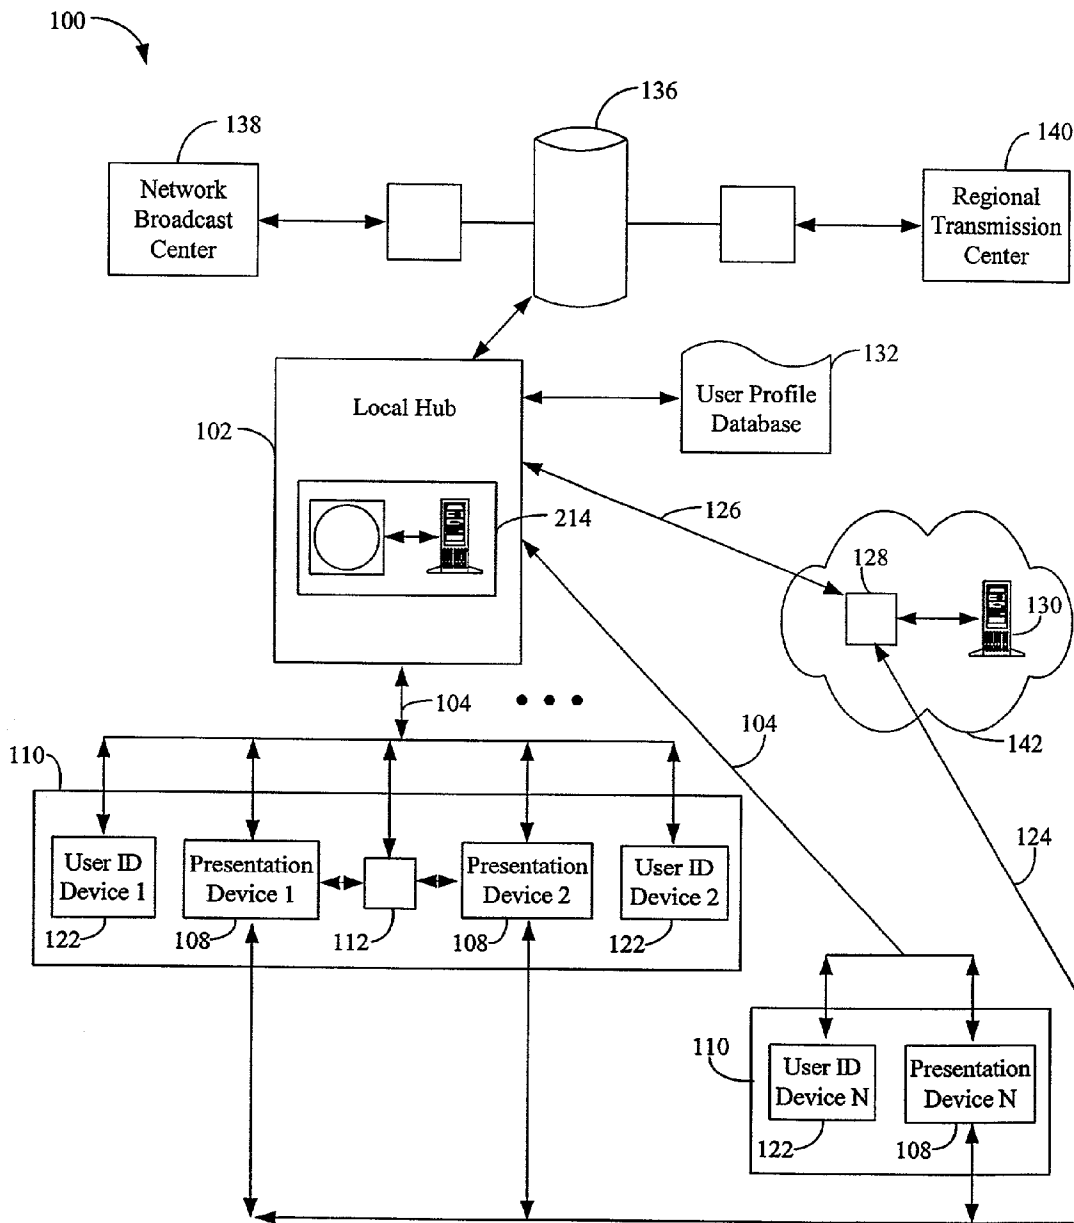 100
136
138
140
Network
Broadcast
Center
Regional
Transmission
Center
132
Local Hub
User Profile
Database
102
126
214
128
130
104
142
104
110
124
User ID
Device 1
Presentation
Device 1
Presentation
Device 2
User ID
Device 2
122
108
112
108
122
110
User ID
Device N
Presentation
Device N
122
108